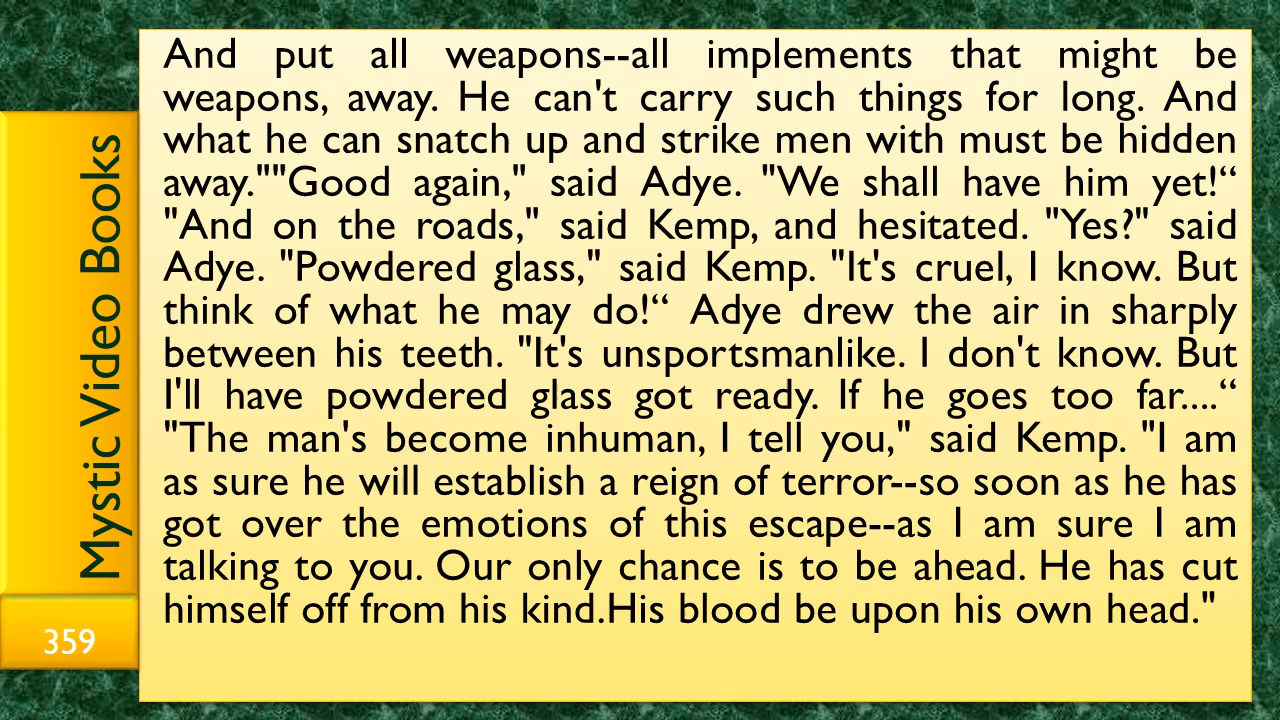 And put all weapons--all implements that might be
weapons, away. He can't carry such things for long. And
what he can snatch up and strike men with must be hidden
away.""Good again," said Adye. "We shall have him yet!“
"And on the roads," said Kemp, and hesitated. "Yes?" said
Adye. "Powdered glass," said Kemp. "It's cruel, I know. But
think of what he may do!“ Adye drew the air in sharply
between his teeth. "It's unsportsmanlike. I don't know. But
I'll have powdered glass got ready. If he goes too far....“
"The man's become inhuman, I tell you," said Kemp. "I am
as sure he will establish a reign of terror--so soon as he has
got over the emotions of this escape--as I am sure I am
talking to you. Our only chance is to be ahead. He has cut
himself off from his kind.His blood be upon his own head."
Mystic Video Books
359